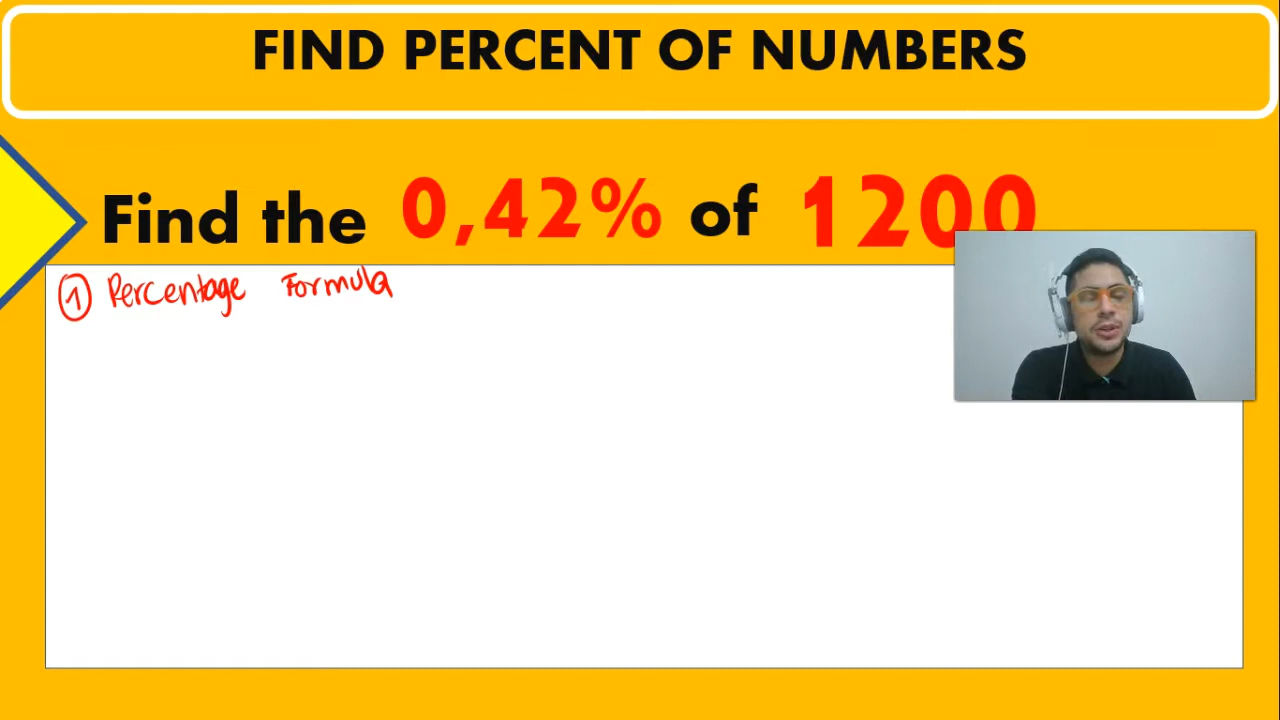 FIND PERCENT OF NUMBERS
Find the 0,42% of 1200
1 Percentage Formula